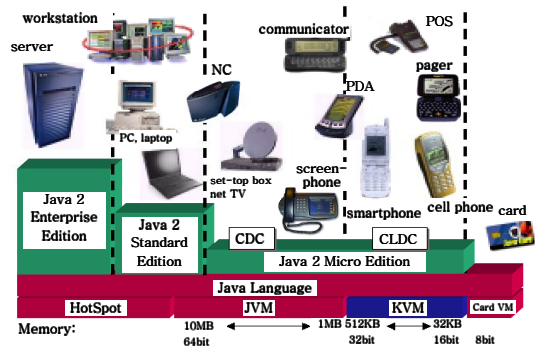 workstation
server
PC, laptop
NC
set-top box
net TV
communicator
POS
PDA
pager
screen-
phone
smartphone
cell phone
card
Java 2
Enterprise
Edition
Java 2
Standard
Edition
CDC
CLDC
Java 2 Micro Edition
Java Language
HotSpot
JVM
KVM
Card VM
Memory:
10MB
1MB
512KB
32KB
64bit
32bit
16bit
8bit